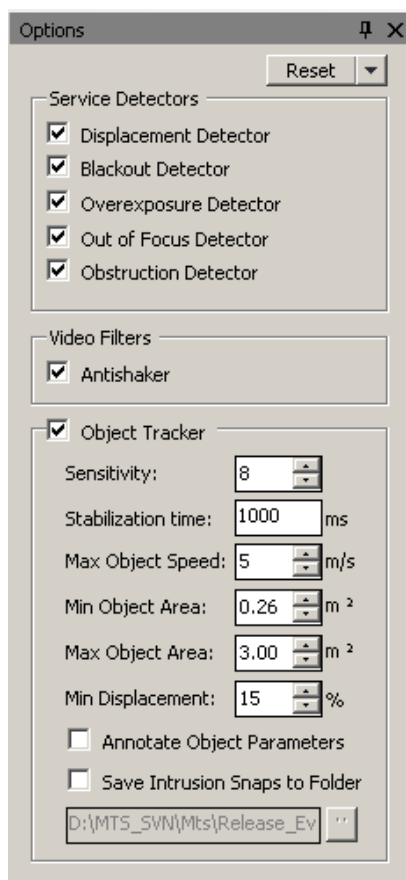 Options
Reset
Service Detectors
Displacement Detector
Blackout Detector
Overexposure Detector
Out of Focus Detector
Obstruction Detector
Video Filters
Antishaker
Object Tracker
Sensitivity: 8
Stabilization time: 1000 ms
Max Object Speed: 5 m/s
Min Object Area: 0.26 m ²
Max Object Area: 3.00 m ²
Min Displacement: 15 %
Annotate Object Parameters
Save Intrusion Snaps to Folder
D:\MTS_SVN\Mts\Release_Ev ..